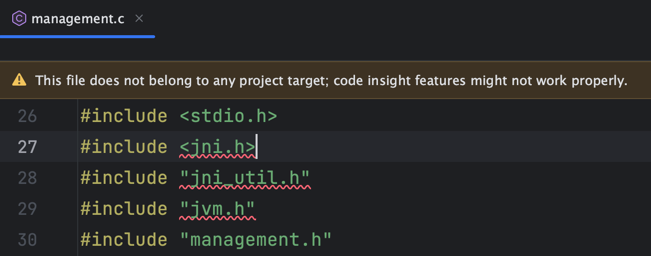 C management.c ×
This file does not belong to any project target; code insight features might not work properly.
26 #include <stdio.h>
27 #include <jni.h>
28 #include "jni_util.h"
29 #include "jvm.h"
30 #include "management.h"